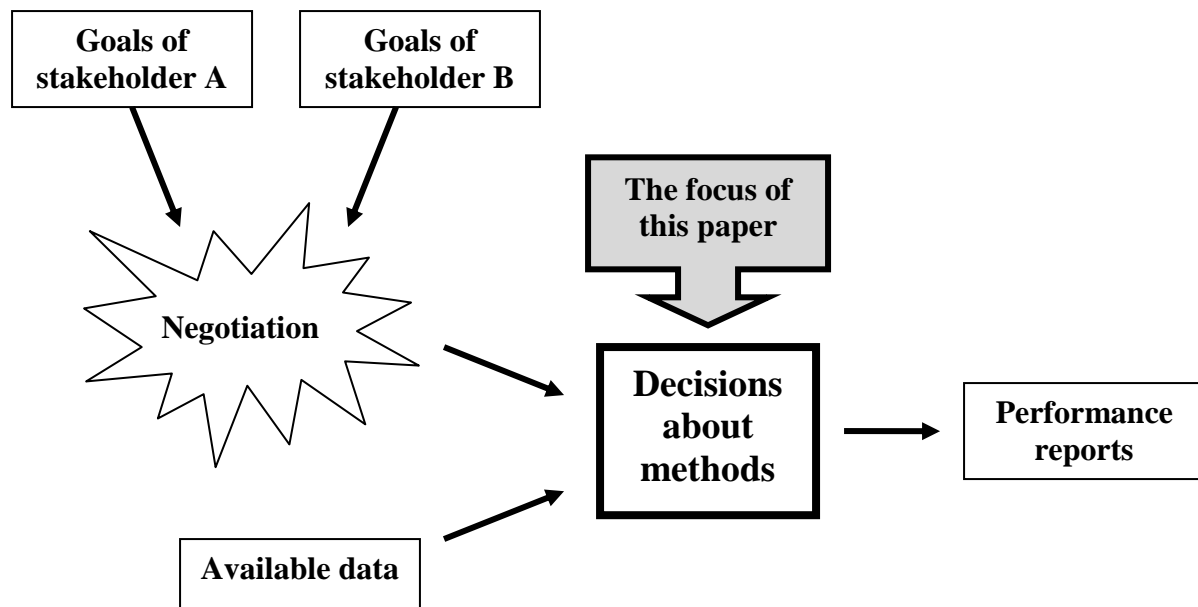 Goals of
stakeholder A
Goals of
stakeholder B
The focus of
this paper
Negotiation
Decisions
about
methods
Performance
reports
Available data